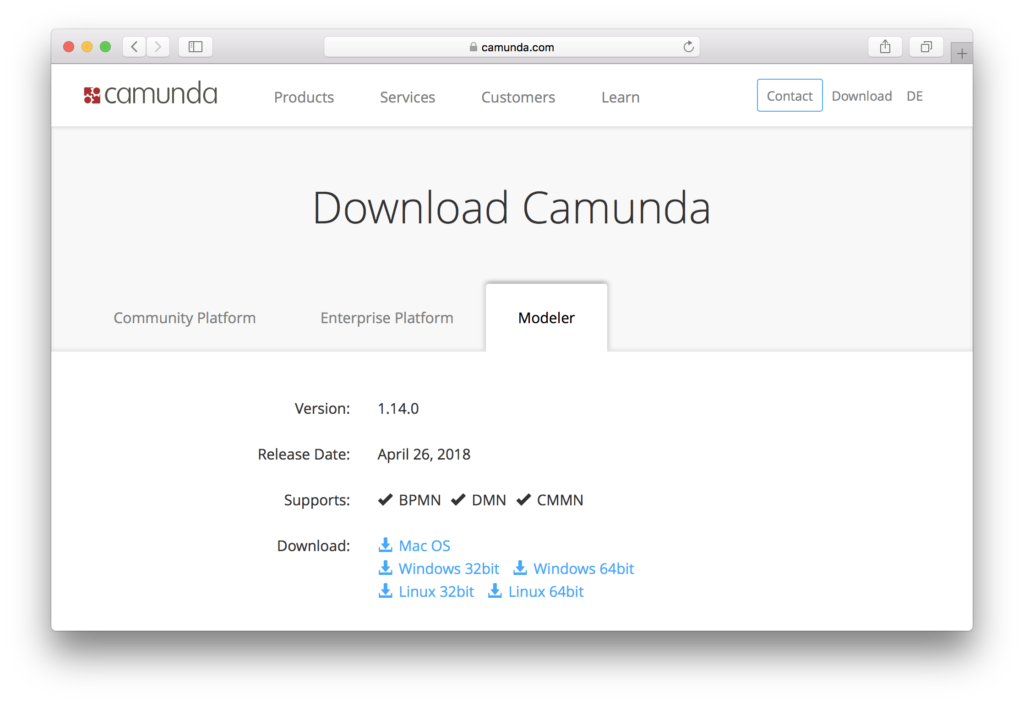 camunda.com
camunda Products Services Customers Learn Contact Download DE
Download Camunda
Community Platform Enterprise Platform Modeler
Version: 1.14.0
Release Date: April 26, 2018
Supports: BPMN DMN CMMN
Download: Mac OS
Windows 32bit Windows 64bit
Linux 32bit Linux 64bit